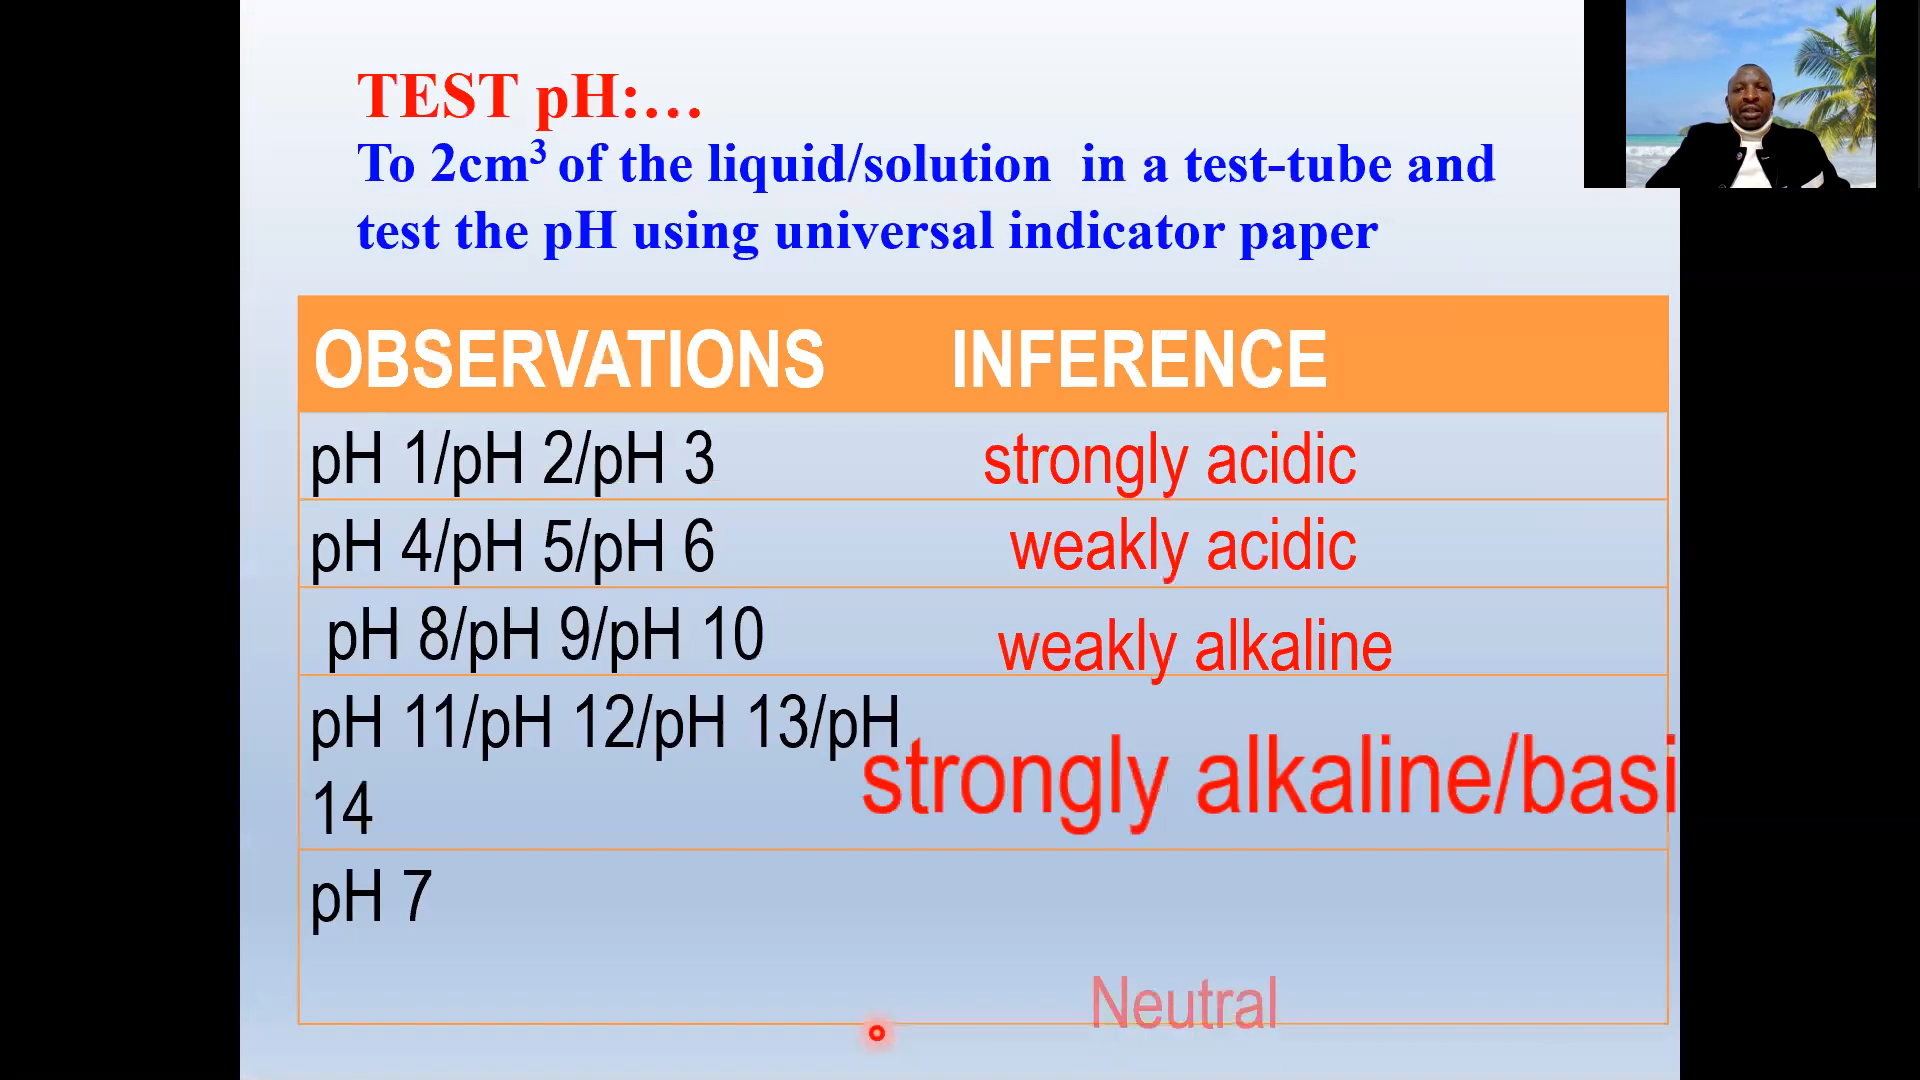 TEST pH:…
To 2cm³ of the liquid/solution in a test-tube and
test the pH using universal indicator paper
OBSERVATIONS INFERENCE
pH 1/pH 2/pH 3 strongly acidic
pH 4/pH 5/pH 6 weakly acidic
pH 8/pH 9/pH 10 weakly alkaline
pH 11/pH 12/pH 13/pH
14
strongly alkaline/basi
pH 7
Neutral